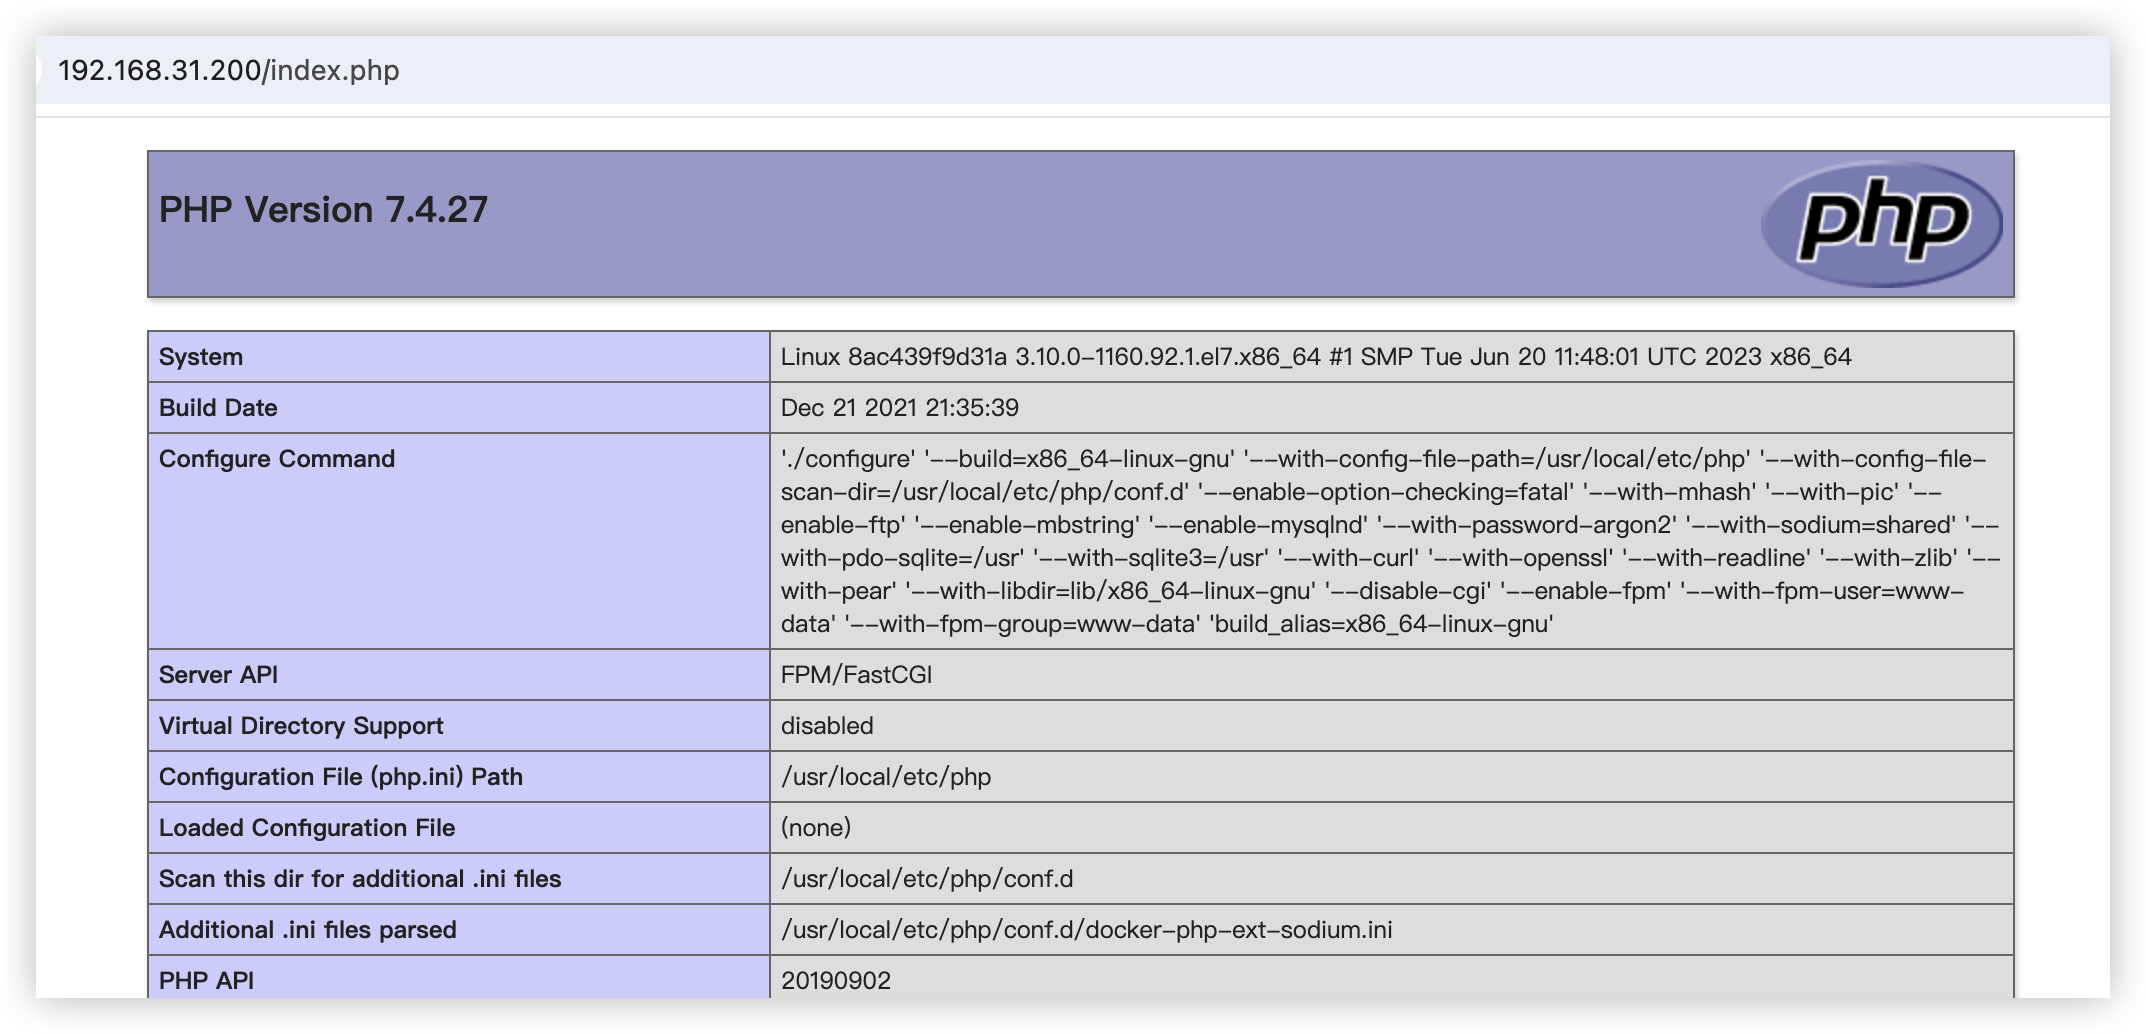 192.168.31.200/index.php
PHP Version 7.4.27
php
System
Linux 8ac439f9d31a 3.10.0-1160.92.1.el7.x86_64 #1 SMP Tue Jun 20 11:48:01 UTC 2023 x86_64
Build Date
Dec 21 2021 21:35:39
Configure Command
'./configure' '--build=x86_64-linux-gnu' '--with-config-file-path=/usr/local/etc/php' '--with-config-file-
scan-dir=/usr/local/etc/php/conf.d' '--enable-option-checking=fatal' '--with-mhash' '--with-pic' '--
enable-ftp' '--enable-mbstring' '--enable-mysqlnd' '--with-password-argon2' '--with-sodium=shared' '--
with-pdo-sqlite=/usr' '--with-sqlite3=/usr' '--with-curl' '--with-openssl' '--with-readline' '--with-zlib' '--
with-pear' '--with-libdir=lib/x86_64-linux-gnu' '--disable-cgi' '--enable-fpm' '--with-fpm-user=www-
data' '--with-fpm-group=www-data' 'build_alias=x86_64-linux-gnu'
Server API
FPM/FastCGI
Virtual Directory Support
disabled
Configuration File (php.ini) Path
/usr/local/etc/php
Loaded Configuration File
(none)
Scan this dir for additional .ini files
/usr/local/etc/php/conf.d
Additional .ini files parsed
/usr/local/etc/php/conf.d/docker-php-ext-sodium.ini
PHP API
20190902